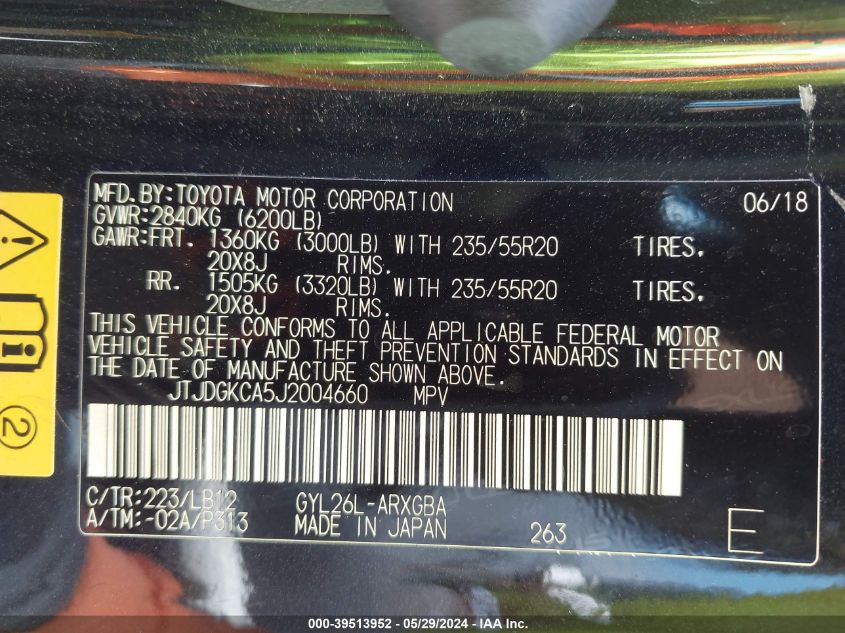 MFD.BY:TOYOTA MOTOR CORPORATION 06/18
GVWR:2840KG (6200LB)
GAWR:FRT. 1360KG (3000LB) WITH 235/55R20 TIRES.
20X8J RIMS.
RR. 1505KG (3320LB) WITH 235/55R20 TIRES.
20X8J RIMS.
THIS VEHICLE CONFORMS TO ALL APPLICABLE FEDERAL MOTOR
VEHICLE SAFETY AND THEFT PREVENTION STANDARDS IN EFFECT ON
THE DATE OF MANUFACTURE SHOWN ABOVE.
JTJDGKCA5J2004660 MPV
C/TR:223/LB12 GYL26L-ARXGBA
A/TM:-02A/P313 MADE IN JAPAN 263 E
2
000-39513952 — 05/29/2024 — IAA Inc.